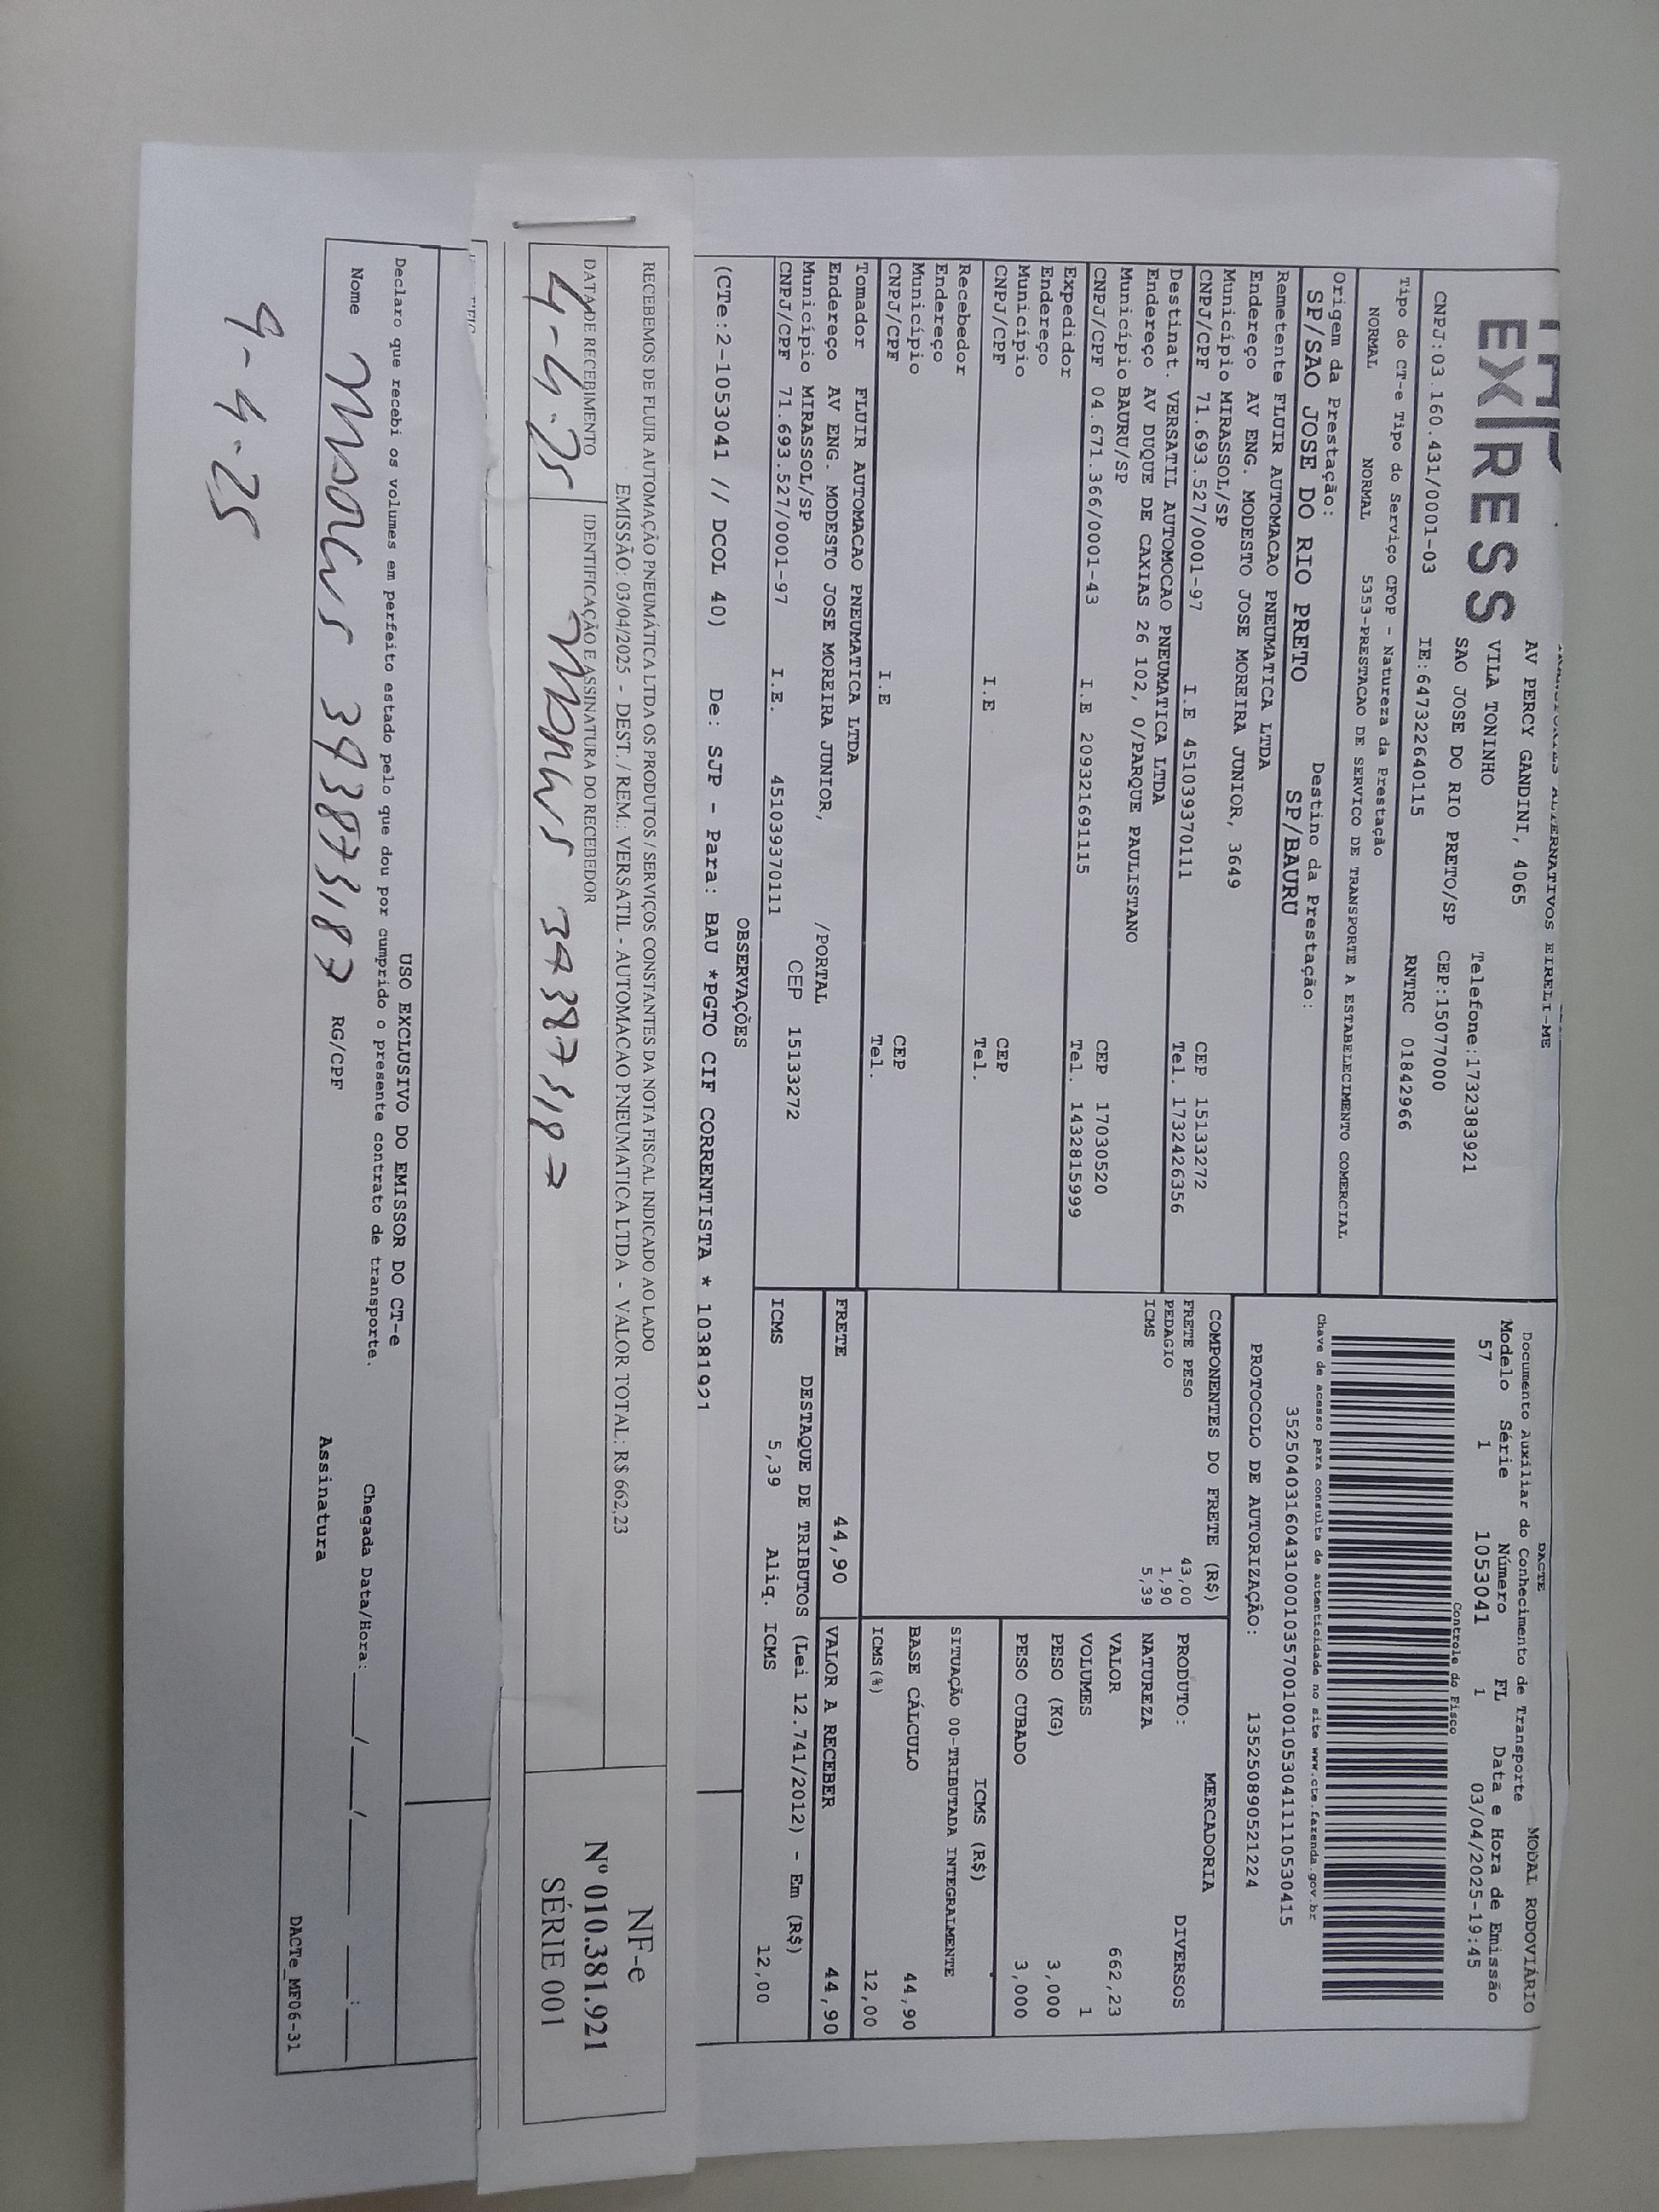 EXPRESS
AV PERCY GANDINI, 4065
VILA TONINHO
SAO JOSE DO RIO PRETO/SP
Telefone:1732383921
CEP:15077000
CNPJ:03.160.431/0001-03 IE:647322640115 RNTRC 01842966
Tipo do CT-e Tipo do Serviço CFOP - Natureza da Prestação
NORMAL NORMAL 5353-PRESTACAO DE SERVICO DE TRANSPORTE A ESTABELECIMENTO COMERCIAL
Origem da Prestação: Destino da Prestação:
SP/SAO JOSE DO RIO PRETO SP/BAURU
DACTE
Documento Auxiliar do Conhecimento de Transporte
MODAL RODOVIÁRIO
Modelo Série Número FL Data e Hora de Emissão
57 1 1053041 1 03/04/2025-19:45
Controle do Fisco
Chave de acesso para consulta de autenticidade no site www.cte.fazenda.gov.br
PROTOCOLO DE AUTORIZAÇÃO: 135250890521224
Remetente FLUIR AUTOMACAO PNEUMATICA LTDA
Endereço AV ENG. MODESTO JOSE MOREIRA JUNIOR, 3649
Município MIRASSOL/SP CEP 15133272
CNPJ/CPF 71.693.527/0001-97 I.E 451039370111 Tel. 1732426356
Destinat. VERSATIL AUTOMOCAO PNEUMATICA LTDA
Endereço AV DUQUE DE CAXIAS 26 102, 0/PARQUE PAULISTANO
Município BAURU/SP CEP 17030520
CNPJ/CPF 04.671.366/0001-43 I.E 209321691115 Tel. 1432815999
Expedidor
Endereço
Município CEP
CNPJ/CPF I.E Tel.
Recebedor
Endereço
Município CEP
CNPJ/CPF I.E Tel.
Tomador FLUIR AUTOMACAO PNEUMATICA LTDA
Endereço AV ENG. MODESTO JOSE MOREIRA JUNIOR, /PORTAL
Município MIRASSOL/SP CEP 15133272
CNPJ/CPF 71.693.527/0001-97 I.E. 451039370111
COMPONENTES DO FRETE (R$)
FRETE PESO 43,00
PEDAGIO 1,90
ICMS 5,39
MERCADORIA
PRODUTO: DIVERSOS
NATUREZA
VALOR 662,23
VOLUMES 1
PESO (KG) 3,000
PESO CUBADO 3,000
ICMS (R$)
SITUAÇÃO 00-TRIBUTADA INTEGRALMENTE
BASE CÁLCULO 44,90
ICMS(%) 12,00
FRETE 44,90 VALOR A RECEBER 44,90
DESTAQUE DE TRIBUTOS (Lei 12.741/2012) - Em (R$)
ICMS 5,39 Aliq. ICMS 12,00
OBSERVAÇÕES
(CTe:2-1053041 // DCOL 40) De: SJP - Para: BAU *PGTO CIF CORRENTISTA * 10381921
RECEBEMOS DE FLUIR AUTOMAÇÃO PNEUMÁTICA LTDA OS PRODUTOS / SERVIÇOS CONSTANTES DA NOTA FISCAL INDICADO AO LADO
EMISSÃO: 03/04/2025 - DEST. / REM.: VERSATIL - AUTOMACAO PNEUMATICA LTDA - VALOR TOTAL: R$ 662,23
DATA DE RECEBIMENTO IDENTIFICAÇÃO E ASSINATURA DO RECEBEDOR
4-4-25
NF-e
Nº 010.381.921
SÉRIE 001
USO EXCLUSIVO DO EMISSOR DO CT-e
Declaro que recebi os volumes em perfeito estado pelo que dou por cumprido o presente contrato de transporte.
Chegada Data/Hora:___/___/____ ___:___
Nome RG/CPF Assinatura
4-4-25
DACTe_MF06-31